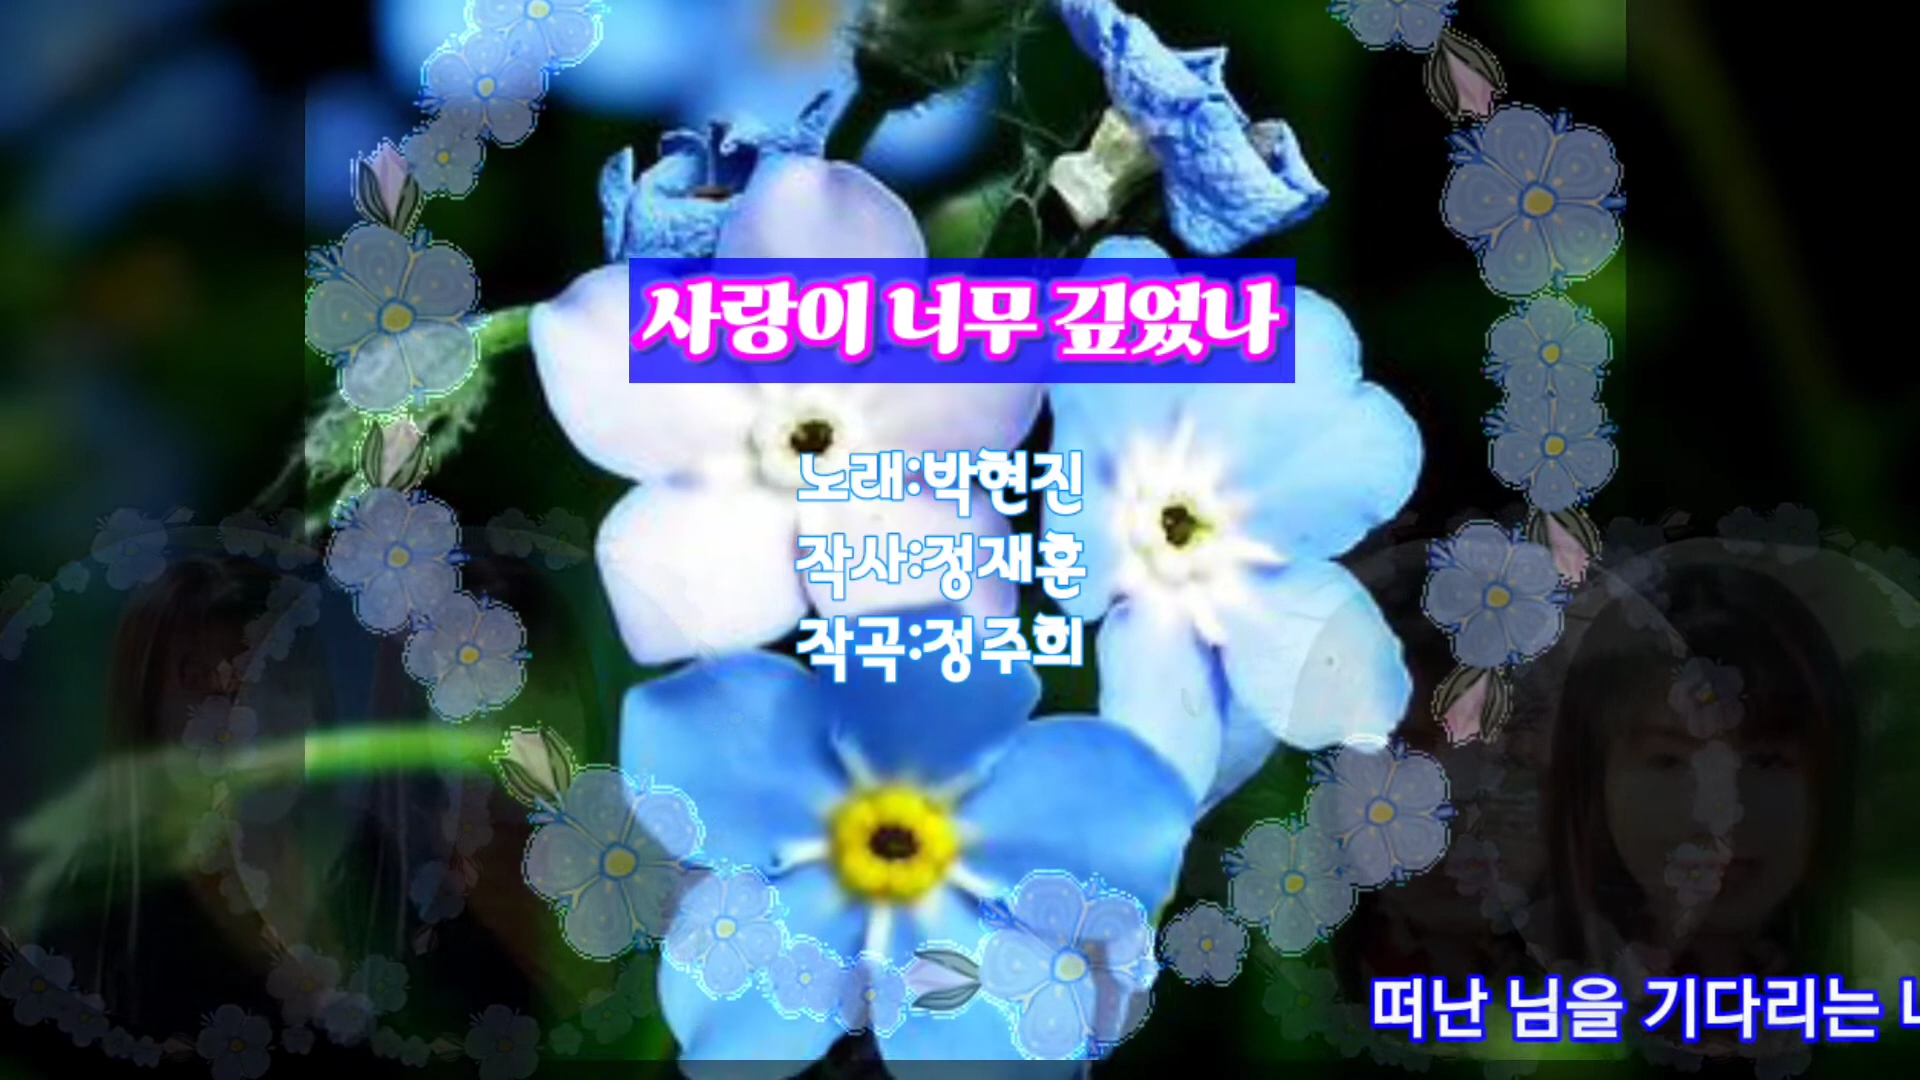 사랑이 너무 깊었나
노래:박현진
작사:정재훈
작곡:정주희
떠난 님을 기다리는